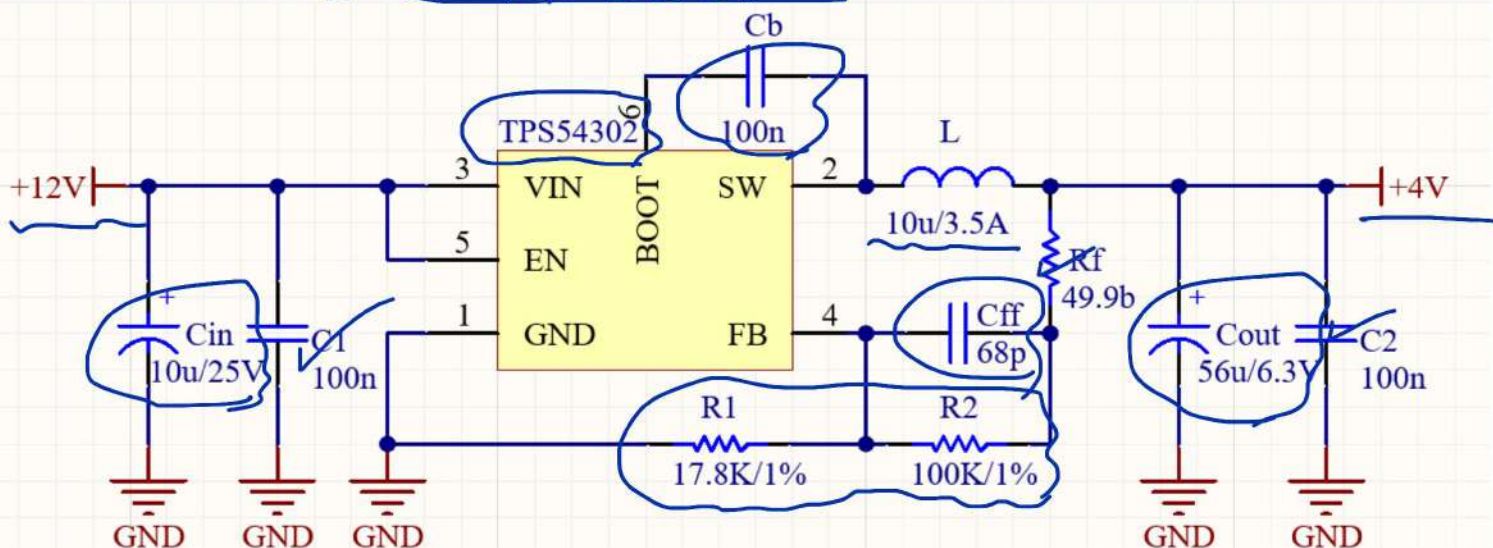 Cb
100n
TPS54302
6
L
+12V
3
VIN
BOOT
SW
2
+4V
10u/3.5A
5
EN
Rf
49.9b
1
GND
FB
4
Cff
68p
Cin
10u/25V
C1
100n
Cout
56u/6.3V
C2
100n
R1
17.8K/1%
R2
100K/1%
GND
GND
GND
GND
GND